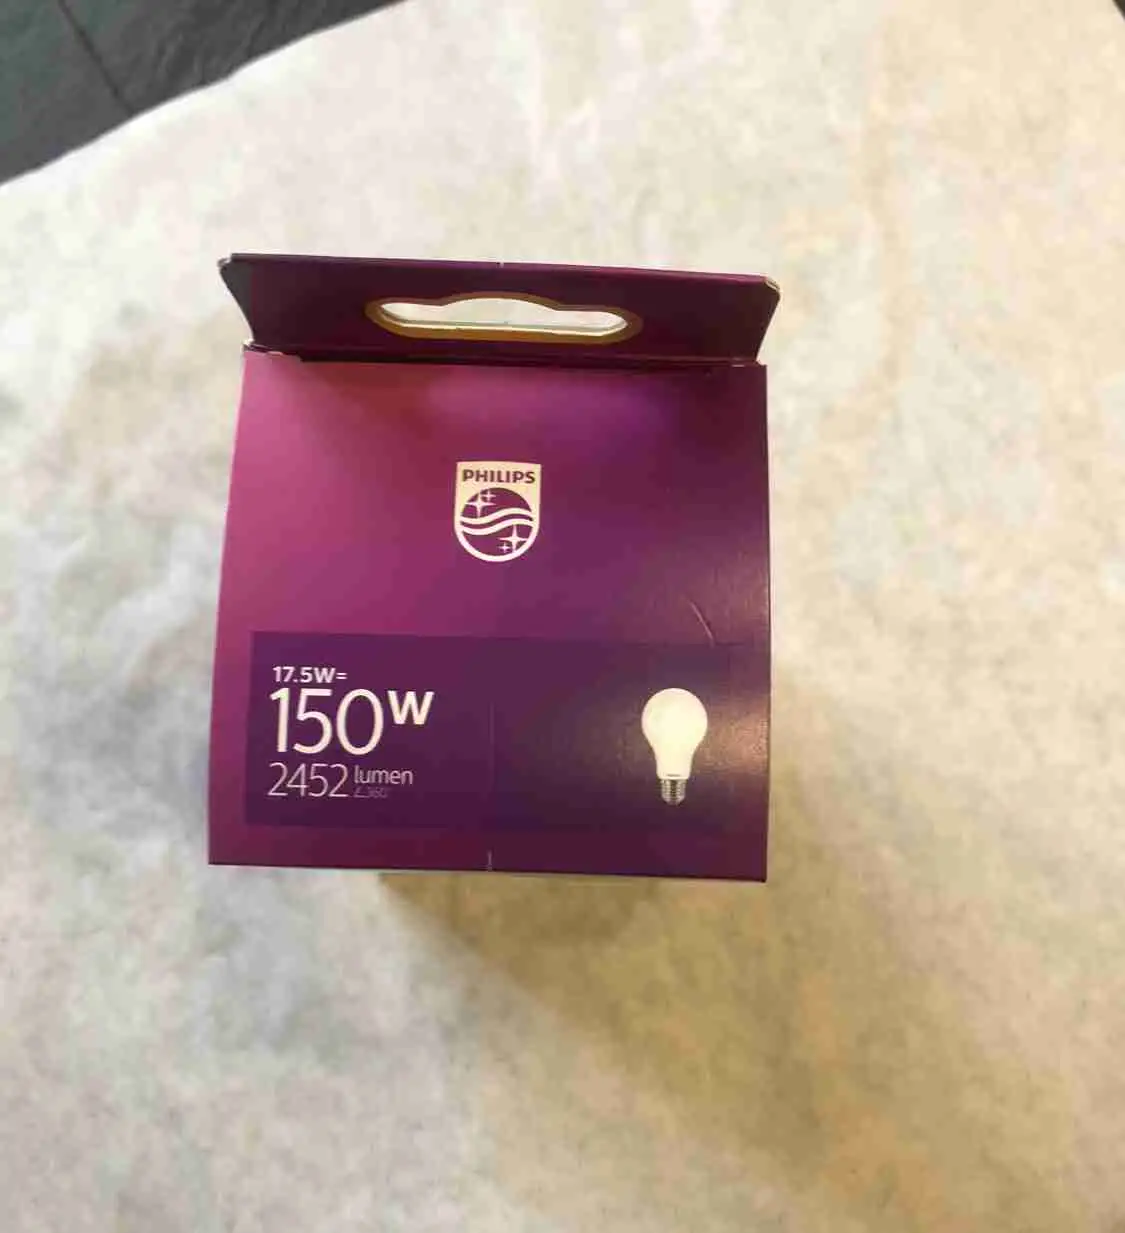 PHILIPS
17.5W=
150W
2452 lumen
∠360°